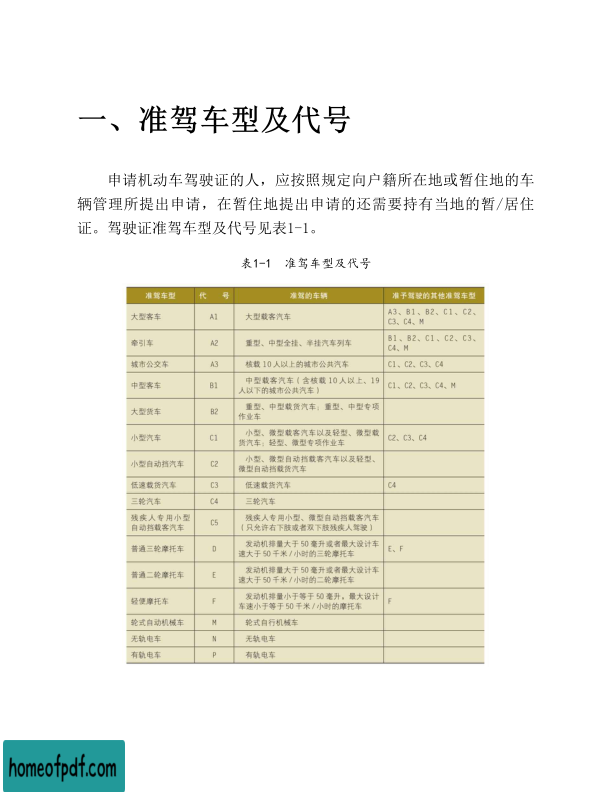 一、准驾车型及代号
申请机动车驾驶证的人，应按照规定向户籍所在地或暂住地的车
辆管理所提出申请，在暂住地提出申请的还需要持有当地的暂/居住
证。驾驶证准驾车型及代号见表1-1。
表1-1 准驾车型及代号
准驾车型 代 号 准驾的车辆 准予驾驶的其他准驾车型
大型客车 A1 大型载客汽车 A3、B1、B2、C1、C2、
C3、C4、M
牵引车 A2 重型、中型全挂、半挂汽车列车 B1、B2、C1、C2、C3、
C4、M
城市公交车 A3 核载10人以上的城市公共汽车 C1、C2、C3、C4
中型客车 B1 中型载客汽车（含核载10人以上、19
人以下的城市公共汽车） C1、C2、C3、C4、M
大型货车 B2 重型、中型载货汽车；重型、中型专项
作业车
小型汽车 C1 小型、微型载客汽车以及轻型、微型载
货汽车；轻型、微型专项作业车 C2、C3、C4
小型自动挡汽车 C2 小型、微型自动挡载客汽车以及轻型、
微型自动挡载货汽车
低速载货汽车 C3 低速载货汽车 C4
三轮汽车 C4 三轮汽车
残疾人专用小型
自动挡载客汽车 C5 残疾人专用小型、微型自动挡载客汽车
（只允许右下肢或者双下肢残疾人驾驶）
普通三轮摩托车 D 发动机排量大于50毫升或者最大设计车
速大于50千米/小时的三轮摩托车 E、F
普通二轮摩托车 E 发动机排量大于50毫升或者最大设计车
速大于50千米/小时的二轮摩托车
轻便摩托车 F 发动机排量小于等于50毫升，最大设计
车速小于等于50千米/小时的摩托车 F
轮式自动机械车 M 轮式自行机械车
无轨电车 N 无轨电车
有轨电车 P 有轨电车
homeofpdf.com